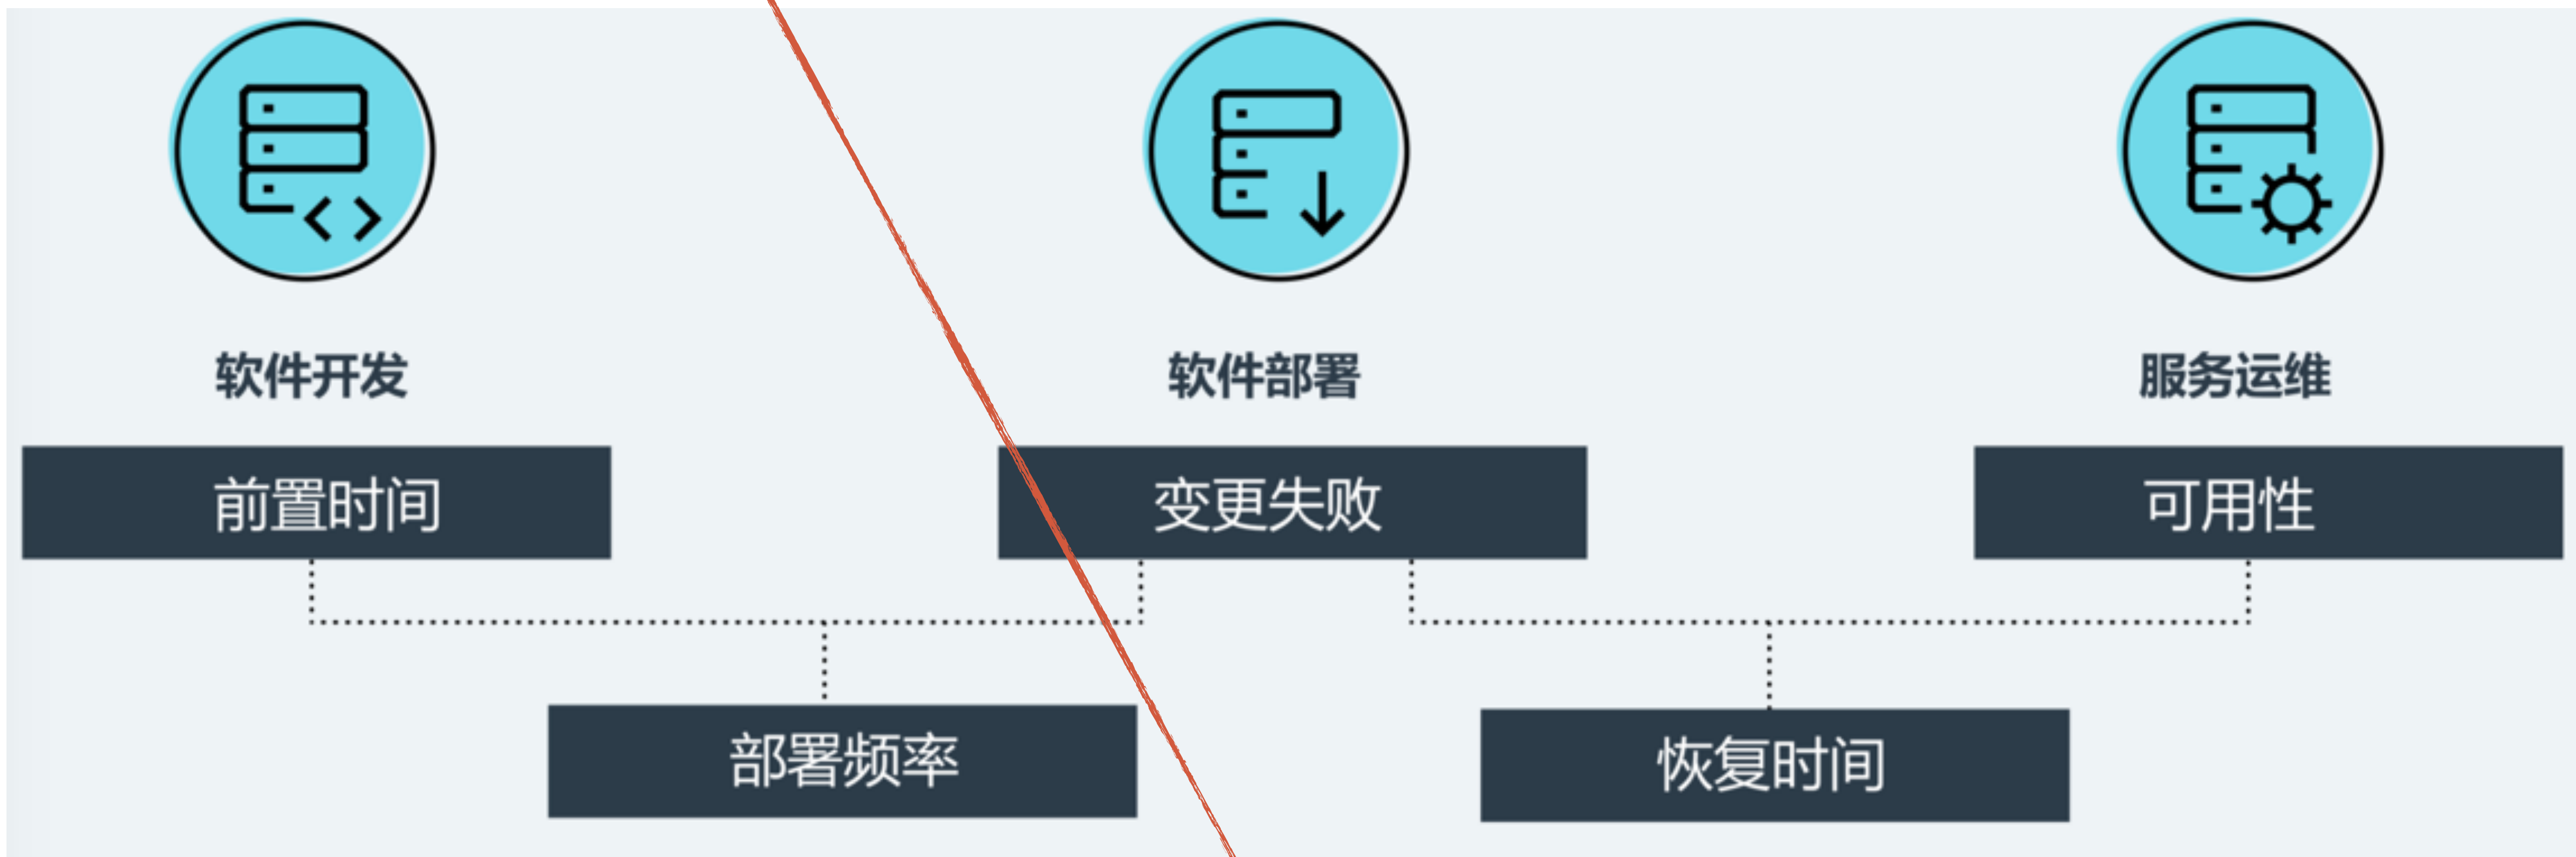 软件开发
软件部署
服务运维
前置时间
变更失败
可用性
部署频率
恢复时间